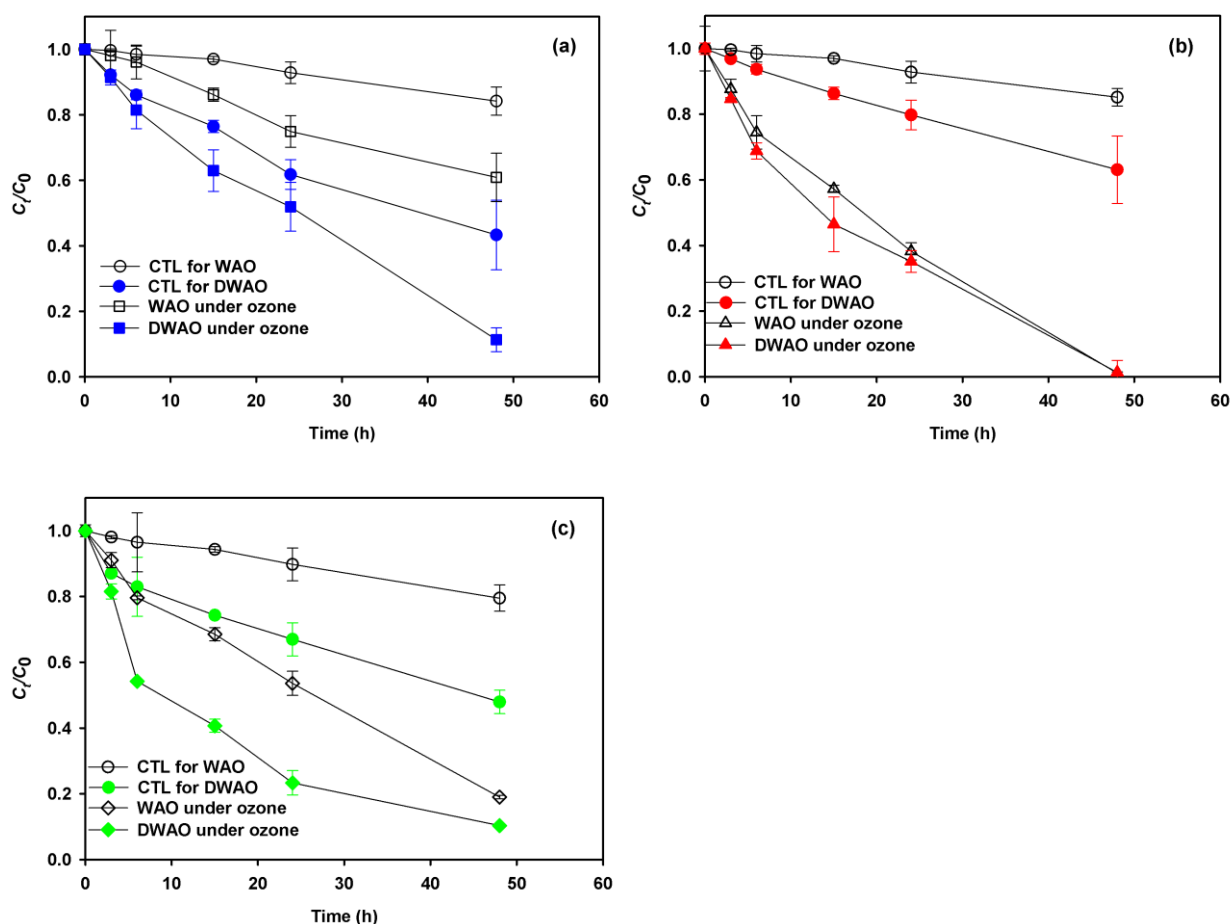 (a)
1.0
0.8
0.6
0.4
0.2
0.0
Ct/C0
CTL for WAO
CTL for DWAO
WAO under ozone
DWAO under ozone
0 10 20 30 40 50 60
Time (h)
(b)
1.0
0.8
0.6
0.4
0.2
0.0
Ct/C0
CTL for WAO
CTL for DWAO
WAO under ozone
DWAO under ozone
0 10 20 30 40 50 60
Time (h)
(c)
1.0
0.8
0.6
0.4
0.2
0.0
Ct/C0
CTL for WAO
CTL for DWAO
WAO under ozone
DWAO under ozone
0 10 20 30 40 50 60
Time (h)